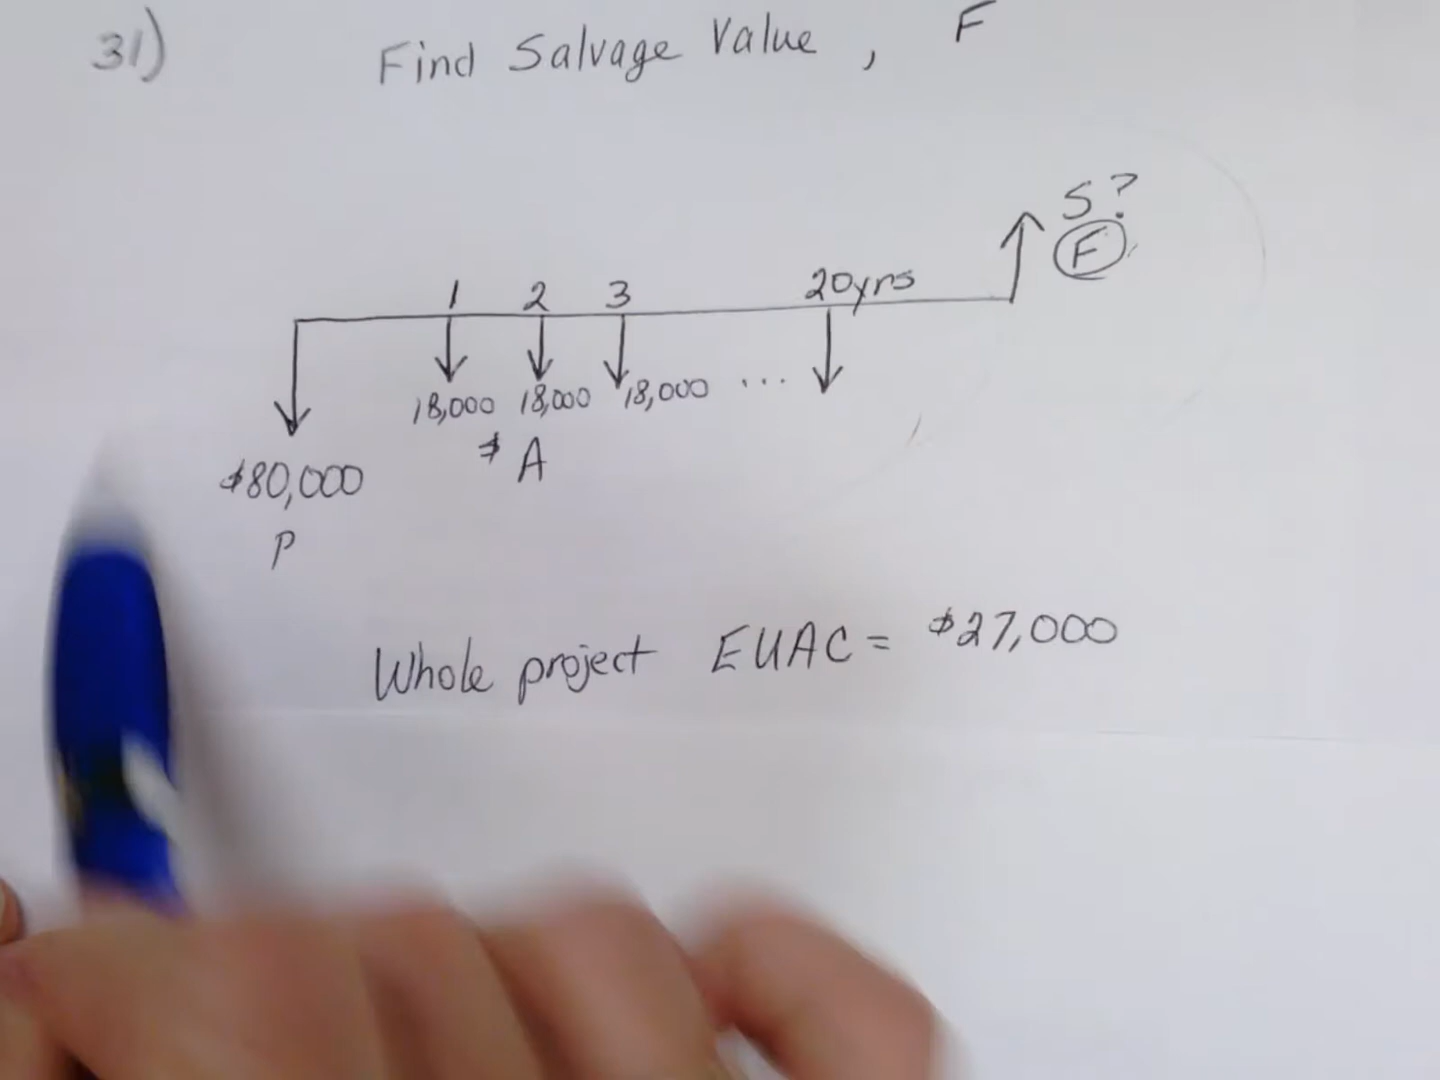 31)
Find Salvage Value, F
S?
F
1 2 3 20yrs
18,000 18,000 18,000 ...
A
$80,000
P
Whole project EUAC = $27,000